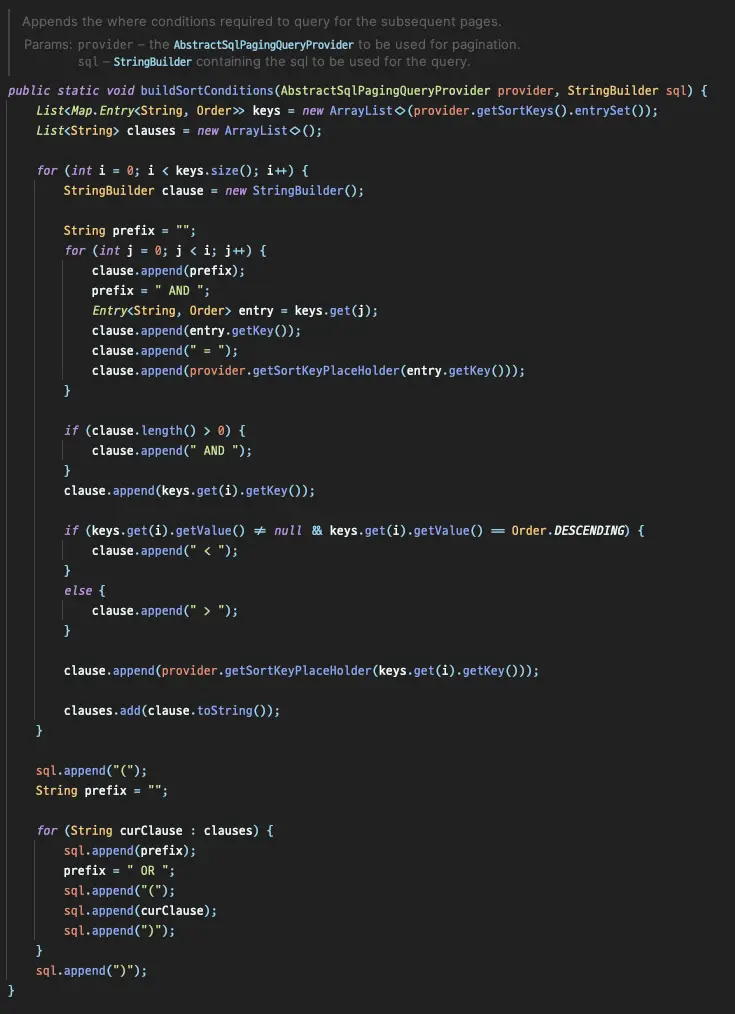 Appends the where conditions required to query for the subsequent pages.
Params: provider – the AbstractSqlPagingQueryProvider to be used for pagination.
sql – StringBuilder containing the sql to be used for the query.
public static void buildSortConditions(AbstractSqlPagingQueryProvider provider, StringBuilder sql) {
    List<Map.Entry<String, Order>> keys = new ArrayList<>(provider.getSortKeys().entrySet());
    List<String> clauses = new ArrayList<>();

    for (int i = 0; i < keys.size(); i++) {
        StringBuilder clause = new StringBuilder();

        String prefix = "";
        for (int j = 0; j < i; j++) {
            clause.append(prefix);
            prefix = " AND ";
            Entry<String, Order> entry = keys.get(j);
            clause.append(entry.getKey());
            clause.append(" = ");
            clause.append(provider.getSortKeyPlaceHolder(entry.getKey()));
        }

        if (clause.length() > 0) {
            clause.append(" AND ");
        }
        clause.append(keys.get(i).getKey());

        if (keys.get(i).getValue() != null && keys.get(i).getValue() == Order.DESCENDING) {
            clause.append(" < ");
        }
        else {
            clause.append(" > ");
        }

        clause.append(provider.getSortKeyPlaceHolder(keys.get(i).getKey()));

        clauses.add(clause.toString());
    }

    sql.append("(");
    String prefix = "";

    for (String curClause : clauses) {
        sql.append(prefix);
        prefix = " OR ";
        sql.append("(");
        sql.append(curClause);
        sql.append(")");
    }
    sql.append(")");
}